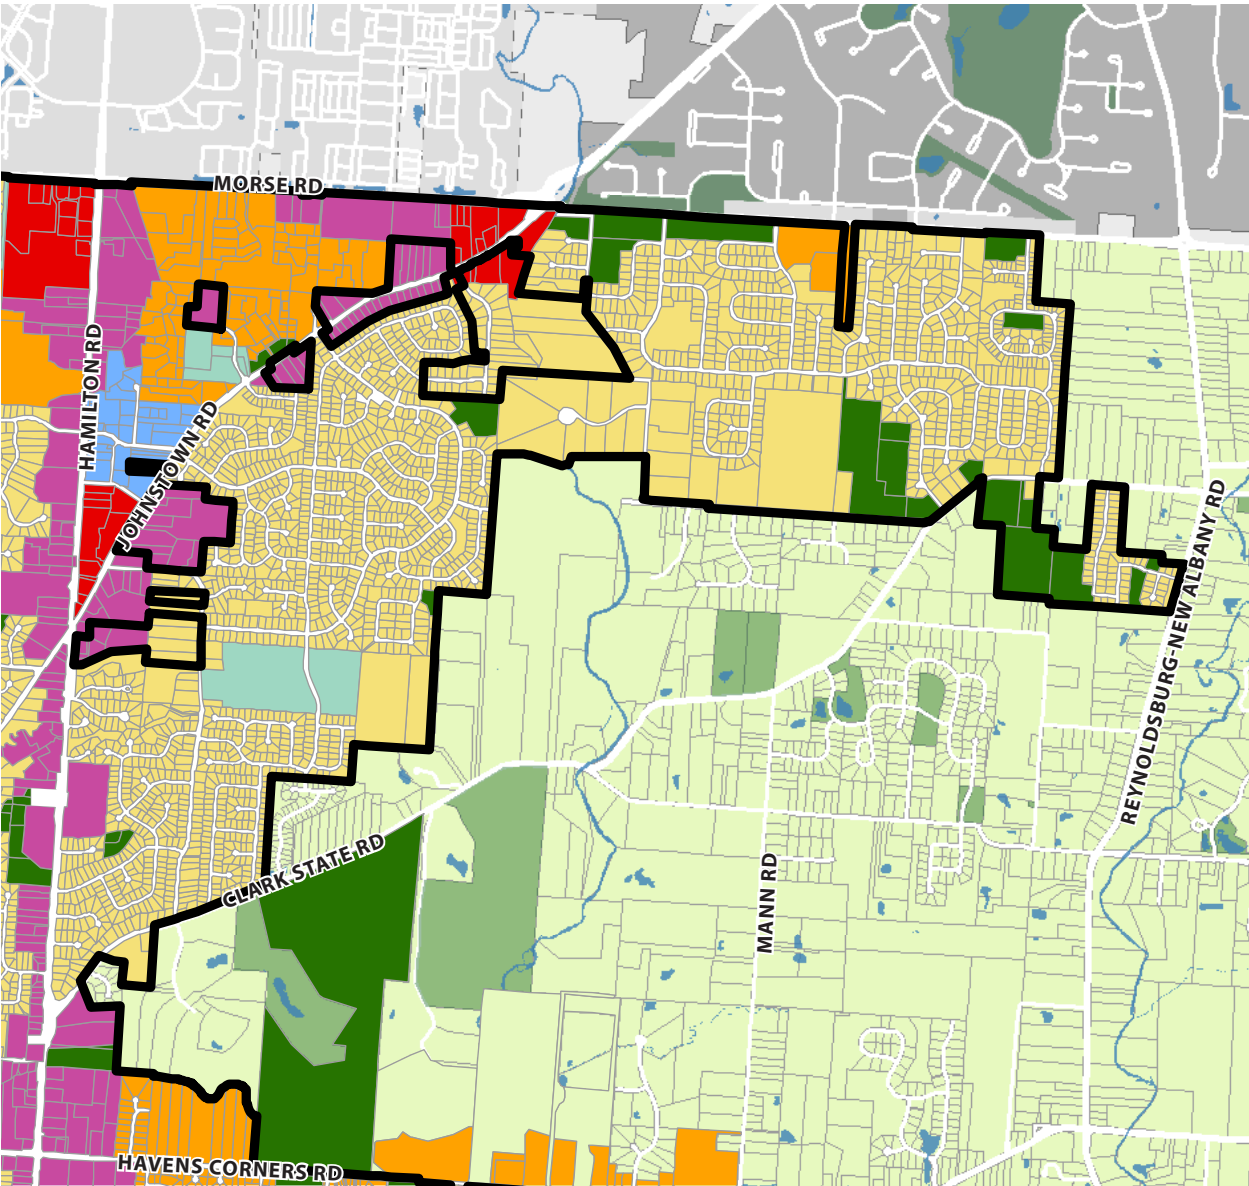 MORSE RD
HAMILTON RD
JOHNSTOWN RD
REYNOLDSBURG-NEW ALBANY RD
CLARK STATE RD
MANN RD
HAVENS CORNERS RD